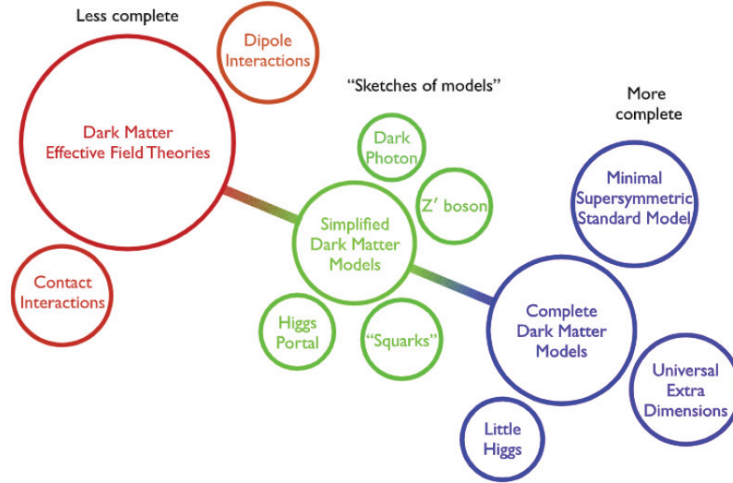 Less complete
Dipole
Interactions
Dark Matter
Effective Field Theories
Contact
Interactions
“Sketches of models”
Dark
Photon
Z′ boson
Simplified
Dark Matter
Models
Higgs
Portal
“Squarks”
More
complete
Minimal
Supersymmetric
Standard Model
Complete
Dark Matter
Models
Universal
Extra
Dimensions
Little
Higgs